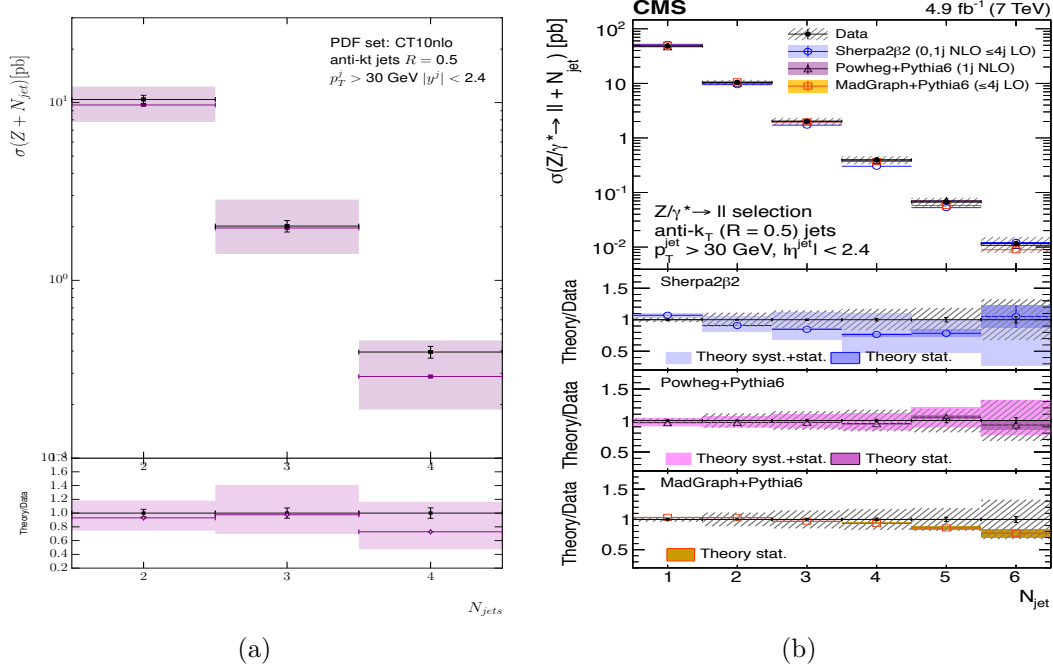 PDF set: CT10nlo
anti-kt jets R = 0.5
p_T^j > 30 GeV |y^j| < 2.4
σ(Z + N_jet)[pb]
10^1
10^0
2
3
4
Theory/Data
1.8
1.6
1.4
1.2
1.0
0.8
0.6
0.4
0.2
2
3
4
N_jets
(a)
CMS
4.9 fb^-1 (7 TeV)
σ(Z/γ*→ ll + N_jet) [pb]
10^2
10
1
10^-1
10^-2
Data
Sherpa2β2 (0,1j NLO ≤4j LO)
Powheg+Pythia6 (1j NLO)
MadGraph+Pythia6 (≤4j LO)
Z/γ*→ ll selection
anti-k_T (R = 0.5) jets
p_T^jet > 30 GeV, |η^jet| < 2.4
Theory/Data
1.5
1
0.5
Sherpa2β2
Theory syst.+stat.
Theory stat.
Theory/Data
1.5
1
0.5
Powheg+Pythia6
Theory syst.+stat.
Theory stat.
Theory/Data
1.5
1
0.5
MadGraph+Pythia6
Theory stat.
1
2
3
4
5
6
N_jet
(b)